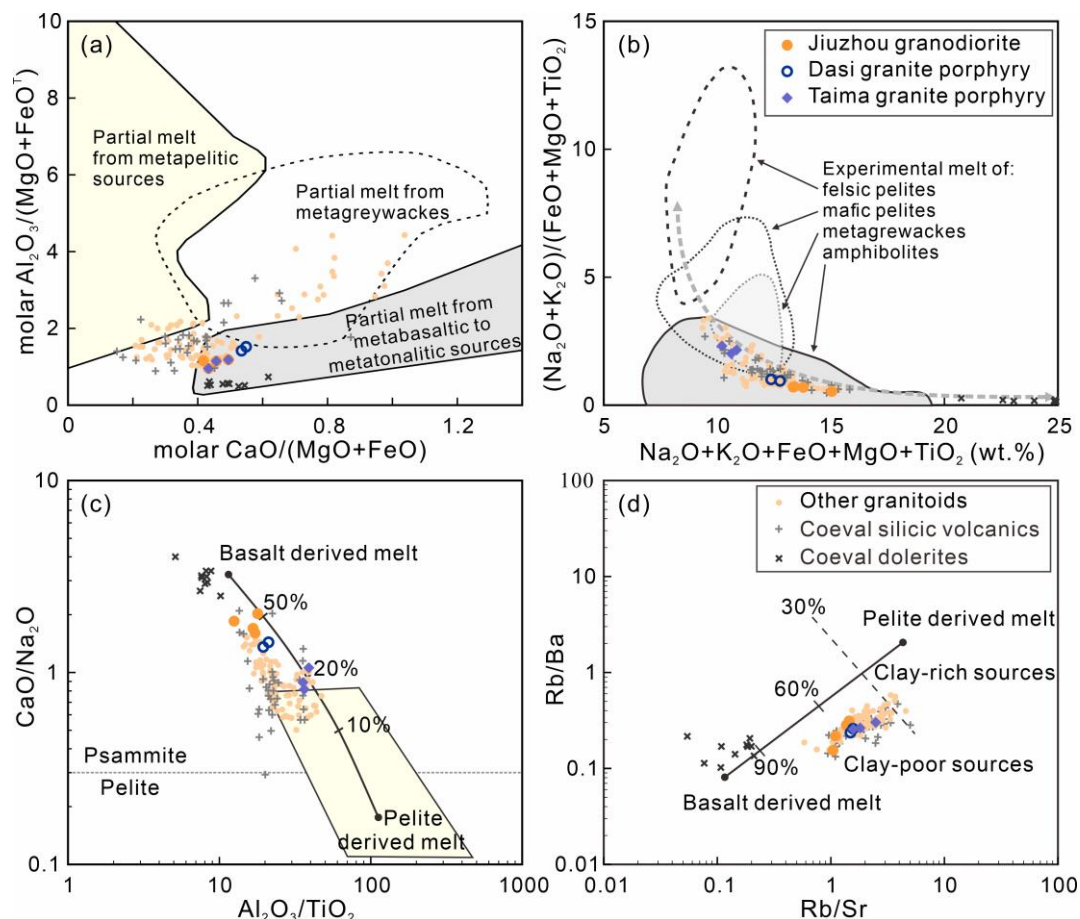 (a)
10
8
6
4
2
0
molar Al₂O₃/(MgO+FeOᵀ)
Partial melt
from metapelitic
sources
Partial melt from
metagreywackes
Partial melt from
metabasaltic to
metatonalitic sources
0
0.4
0.8
1.2
molar CaO/(MgO+FeO)
(b)
15
10
5
0
(Na₂O+K₂O)/(FeO+MgO+TiO₂)
Jiuzhou granodiorite
Dasi granite porphyry
Taima granite porphyry
Experimental melt of:
felsic pelites
mafic pelites
metagrewackes
amphibolites
5
10
15
20
25
Na₂O+K₂O+FeO+MgO+TiO₂ (wt.%)
(c)
10
1
0.1
CaO/Na₂O
Basalt derived melt
50%
20%
10%
Psammite
Pelite
Pelite
derived melt
1
10
100
1000
Al₂O₃/TiO₂
(d)
100
10
1
0.1
0.01
Rb/Ba
Other granitoids
Coeval silicic volcanics
Coeval dolerites
30%
Pelite derived melt
Clay-rich sources
60%
90%
Clay-poor sources
Basalt derived melt
0.01
0.1
1
10
100
Rb/Sr